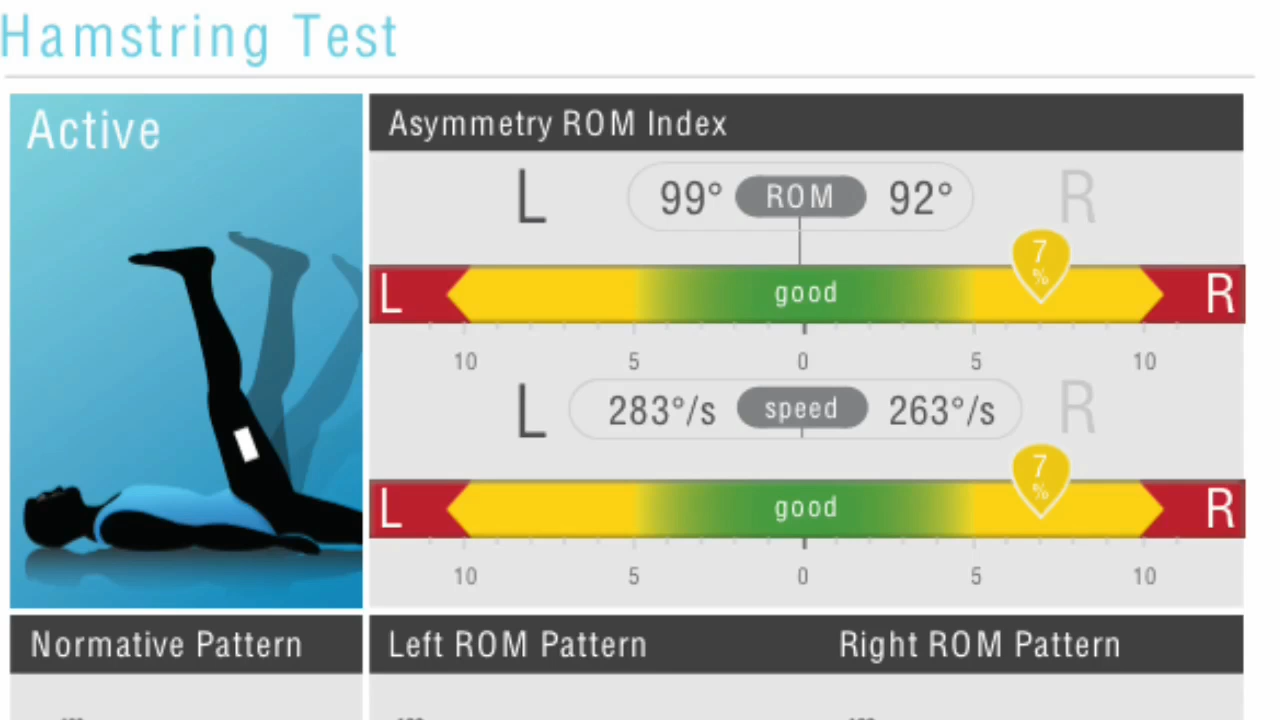 Hamstring Test
Active
Asymmetry ROM Index
L 99° ROM 92° R
7
%
L good R
10 5 0 5 10
L 283°/s speed 263°/s R
7
%
L good R
10 5 0 5 10
Normative Pattern
Left ROM Pattern
Right ROM Pattern